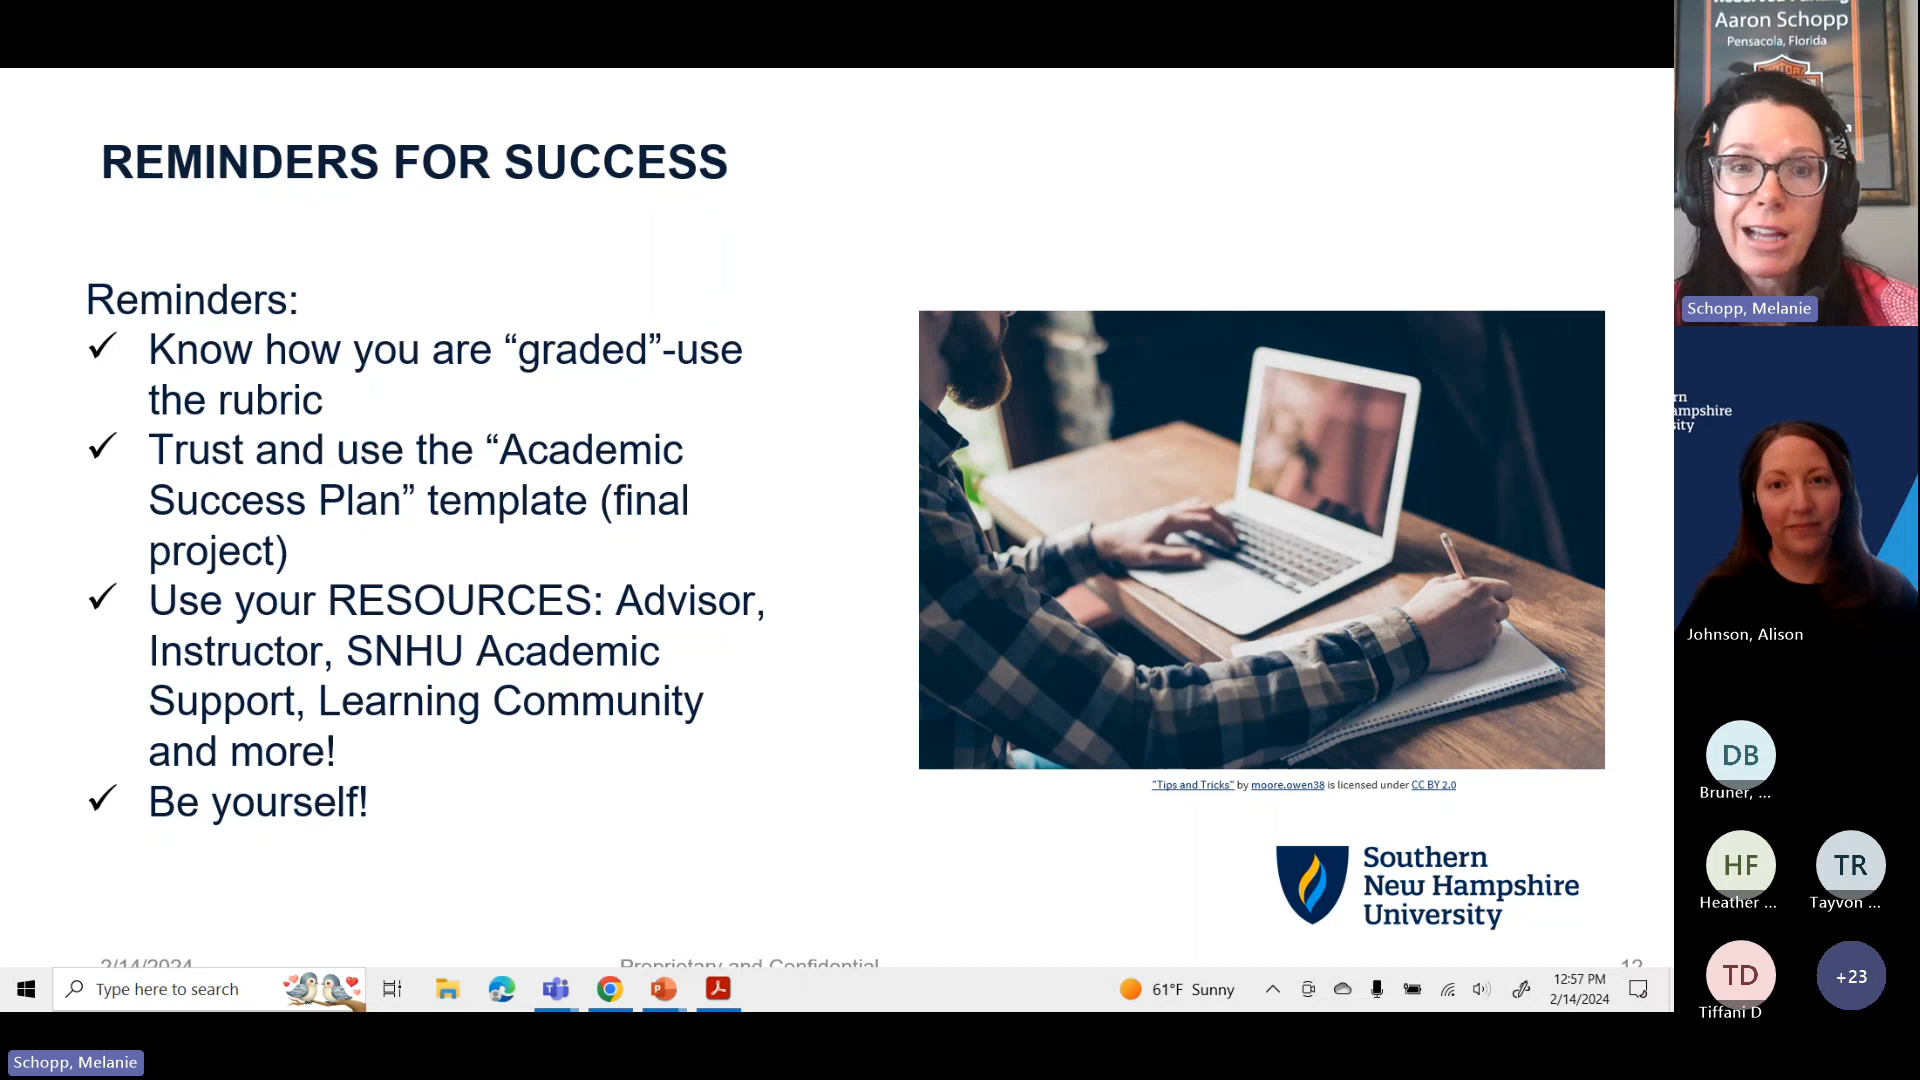 REMINDERS FOR SUCCESS
Reminders:
✓ Know how you are “graded”-use
the rubric
✓ Trust and use the “Academic
Success Plan” template (final
project)
✓ Use your RESOURCES: Advisor,
Instructor, SNHU Academic
Support, Learning Community
and more!
✓ Be yourself!
"Tips and Tricks" by moore.owen38 is licensed under CC BY 2.0
Southern
New Hampshire
University
2/14/2024
Proprietary and Confidential
12
Type here to search
61°F Sunny
12:57 PM
2/14/2024
Schopp, Melanie
Aaron Schopp
Pensacola, Florida
Schopp, Melanie
rn
ampshire
ity
Johnson, Alison
DB
Bruner, ...
HF
Heather ...
TR
Tayvon ...
TD
Tiffani D
+23